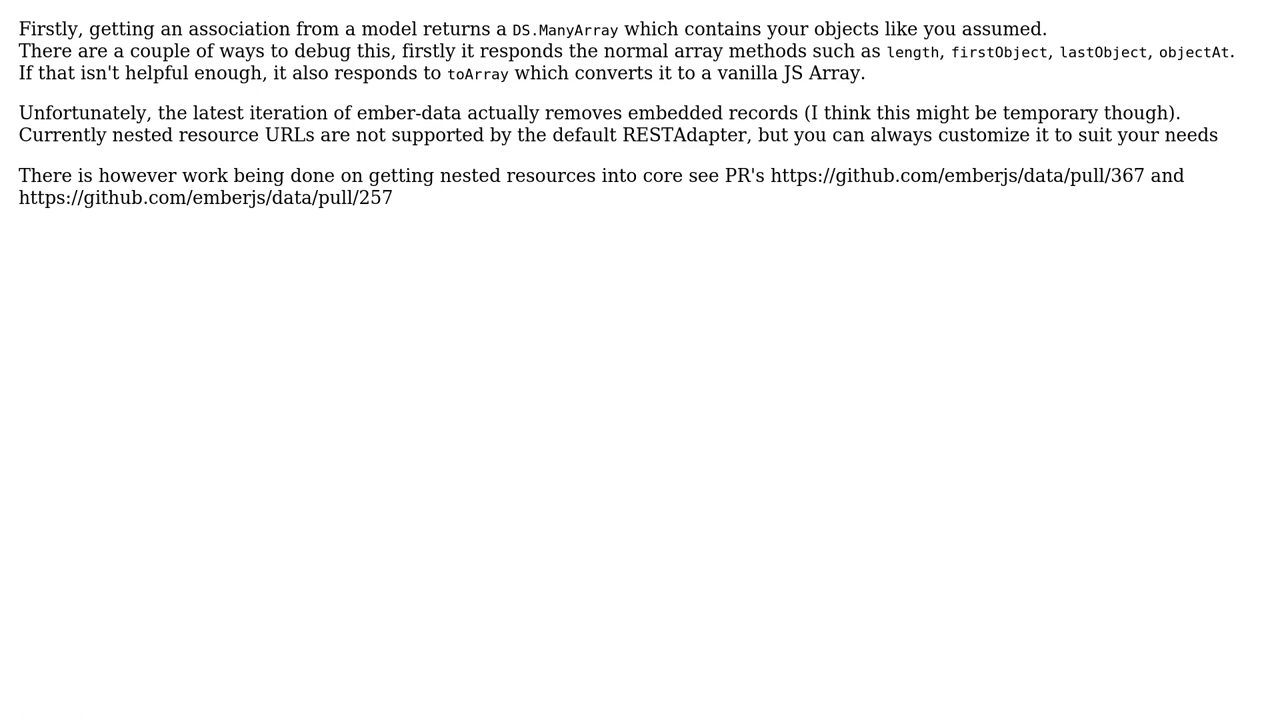 Firstly, getting an association from a model returns a DS.ManyArray which contains your objects like you assumed.
There are a couple of ways to debug this, firstly it responds the normal array methods such as length, firstObject, lastObject, objectAt.
If that isn't helpful enough, it also responds to toArray which converts it to a vanilla JS Array.
Unfortunately, the latest iteration of ember-data actually removes embedded records (I think this might be temporary though).
Currently nested resource URLs are not supported by the default RESTAdapter, but you can always customize it to suit your needs
There is however work being done on getting nested resources into core see PR's https://github.com/emberjs/data/pull/367 and
https://github.com/emberjs/data/pull/257